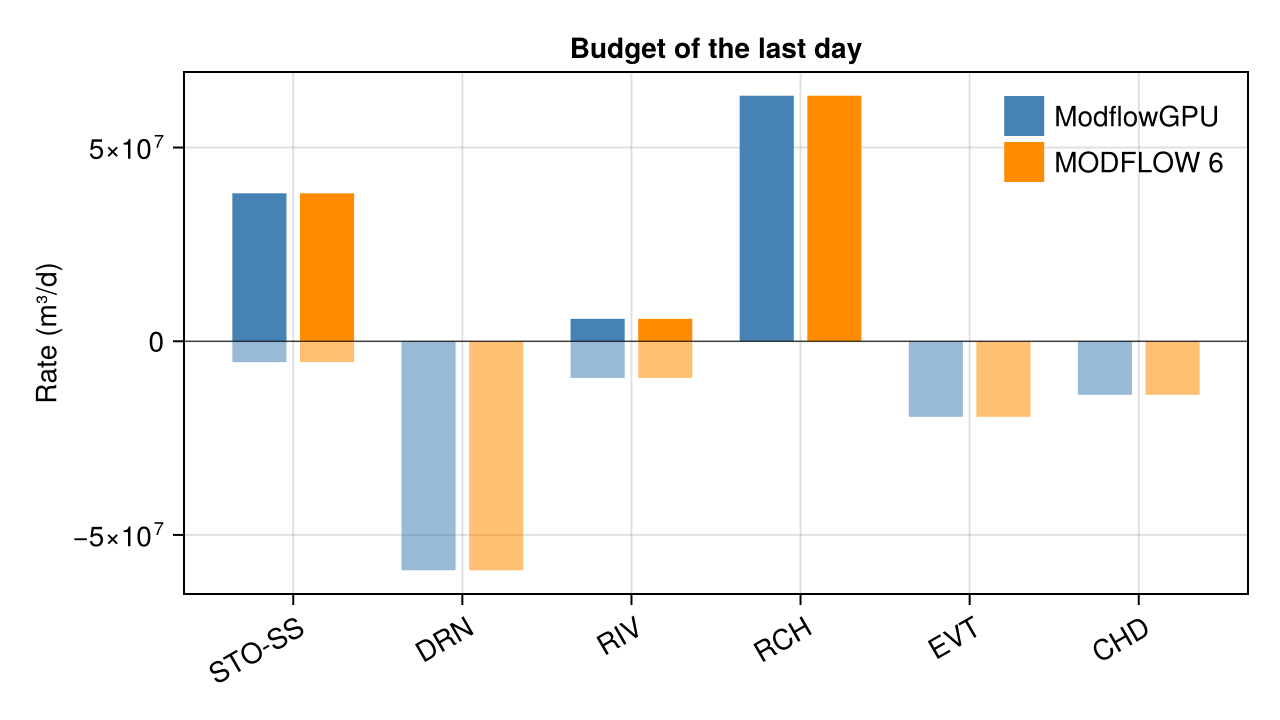 Budget of the last day
ModflowGPU
MODFLOW 6
5×10⁷
0
−5×10⁷
Rate (m³/d)
STO-SS
DRN
RIV
RCH
EVT
CHD